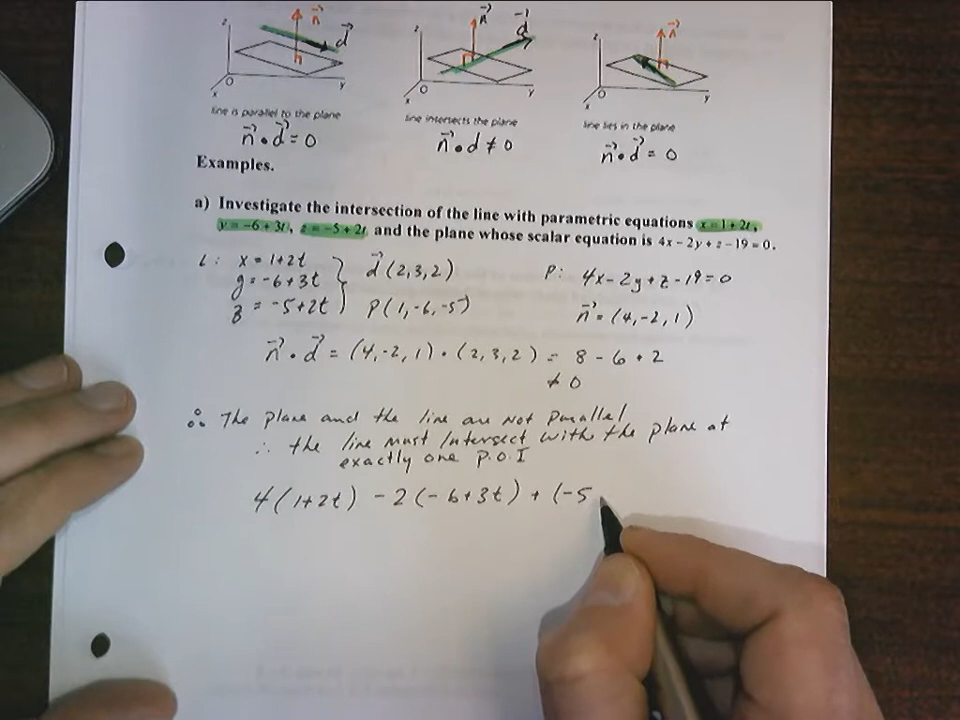 z n⃗ d⃗ z n⃗ d⃗ z n⃗
O x y O x y O x y
line is parallel to the plane line intersects the plane line lies in the plane
n⃗ • d⃗ = 0 n⃗ • d ≠ 0 n⃗ • d⃗ = 0
Examples.
a) Investigate the intersection of the line with parametric equations x = 1 + 2t,
y = −6 + 3t, z = −5 + 2t and the plane whose scalar equation is 4x − 2y + z − 19 = 0.
L: x = 1+2t
y = -6+3t
z = -5+2t
d⃗ (2,3,2)
P(1,-6,-5)
P: 4x-2y+z-19=0
n⃗ = (4,-2,1)
n⃗ • d⃗ = (4,-2,1) • (2,3,2) = 8 - 6 + 2
≠ 0
∴ The plane and the line are not parallel
∴ the line must intersect with the plane at
exactly one P.O.I
4(1+2t) - 2(-6+3t) + (-5